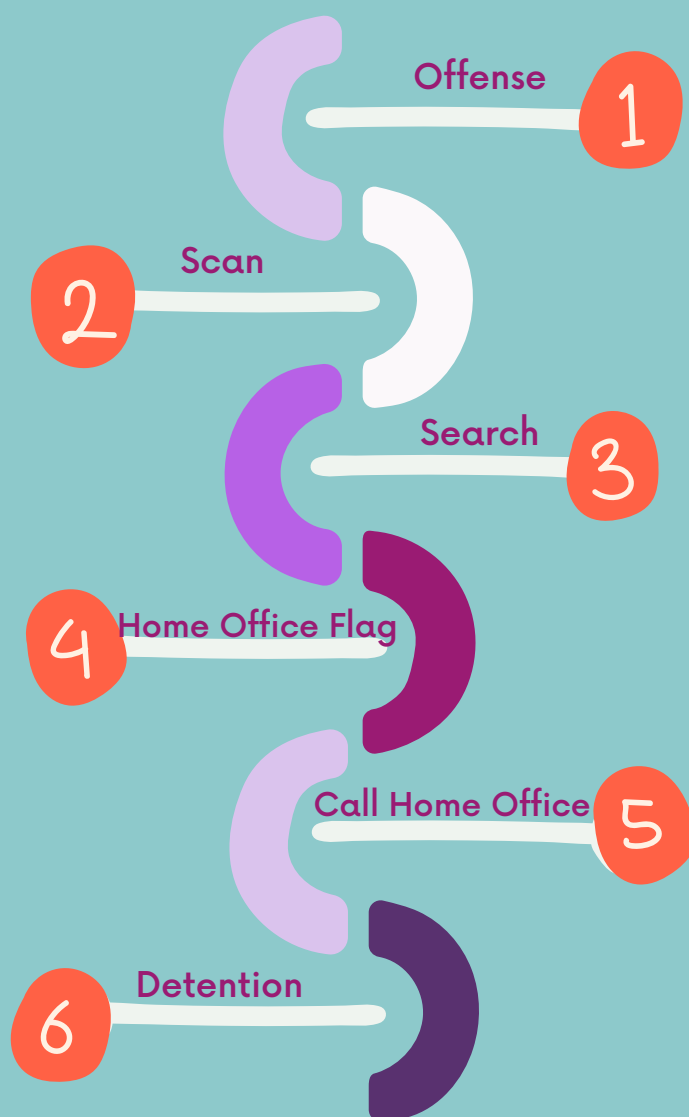 Offense
1
Scan
2
Search
3
Home Office Flag
4
Call Home Office
5
Detention
6